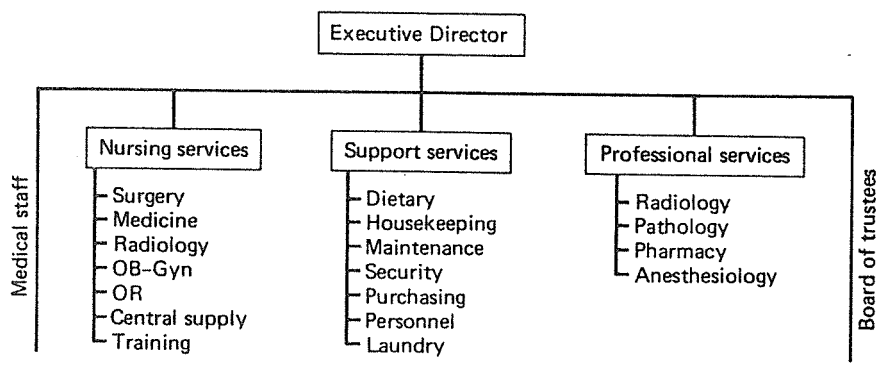 Executive Director
Medical staff
Nursing services
Surgery
Medicine
Radiology
OB-Gyn
OR
Central supply
Training
Support services
Dietary
Housekeeping
Maintenance
Security
Purchasing
Personnel
Laundry
Professional services
Radiology
Pathology
Pharmacy
Anesthesiology
Board of trustees